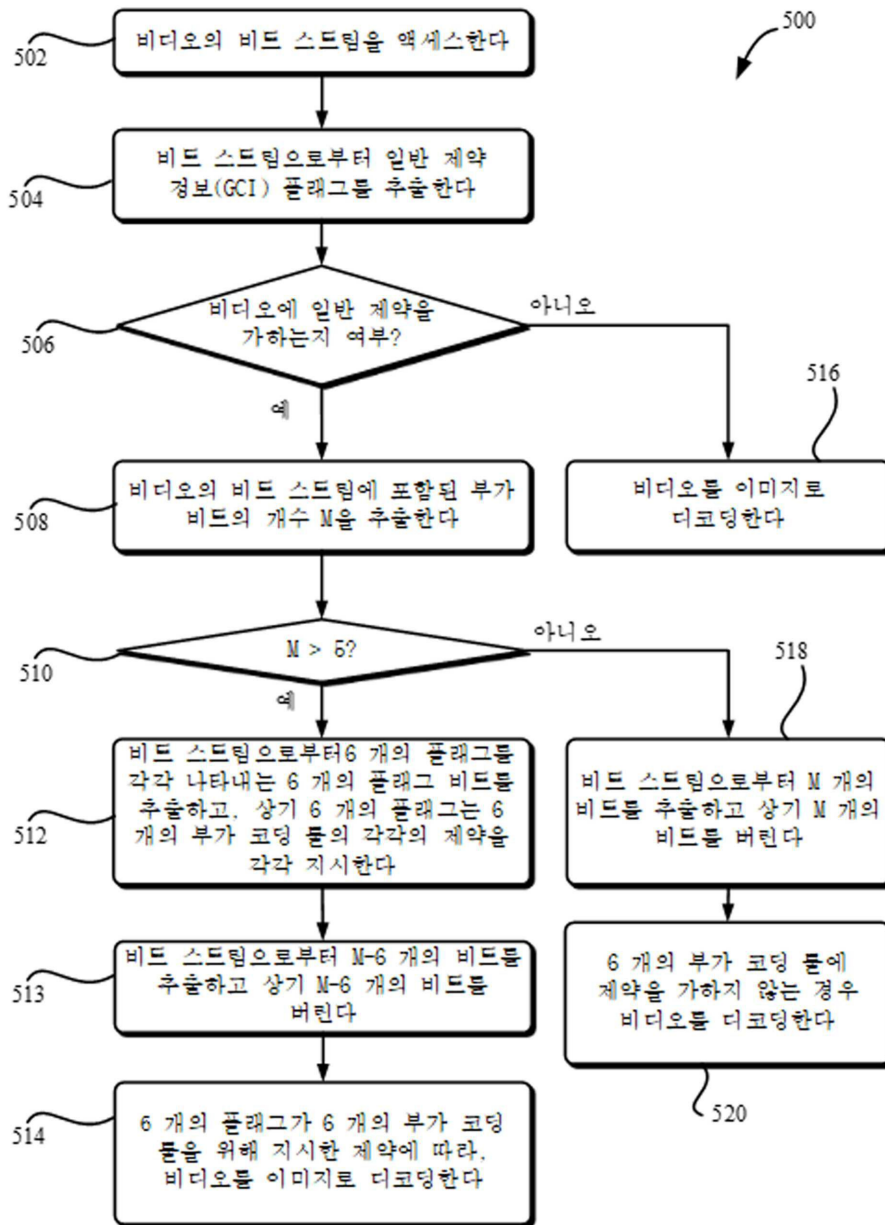 500
502
비디오의 비트 스트림을 액세스한다
504
비트 스트림으로부터 일반 제약
정보(GCI) 플래그를 추출한다
506
비디오에 일반 제약을
가하는지 여부?
아니오
예
516
비디오를 이미지로
디코딩한다
508
비디오의 비트 스트림에 포함된 부가
비트의 개수 M을 추출한다
510
M > 5?
아니오
예
518
비트 스트림으로부터 M 개의
비트를 추출하고 상기 M 개의
비트를 버린다
512
비트 스트림으로부터6 개의 플래그를
각각 나타내는 6 개의 플래그 비트를
추출하고, 상기 6 개의 플래그는 6
개의 부가 코딩 툴의 각각의 제약을
각각 지시한다
513
비트 스트림으로부터 M-6 개의 비트를
추출하고 상기 M-6 개의 비트를
버린다
6 개의 부가 코딩 툴에
제약을 가하지 않는 경우
비디오를 디코딩한다
520
514
6 개의 플래그가 6 개의 부가 코딩
툴을 위해 지시한 제약에 따라,
비디오를 이미지로 디코딩한다